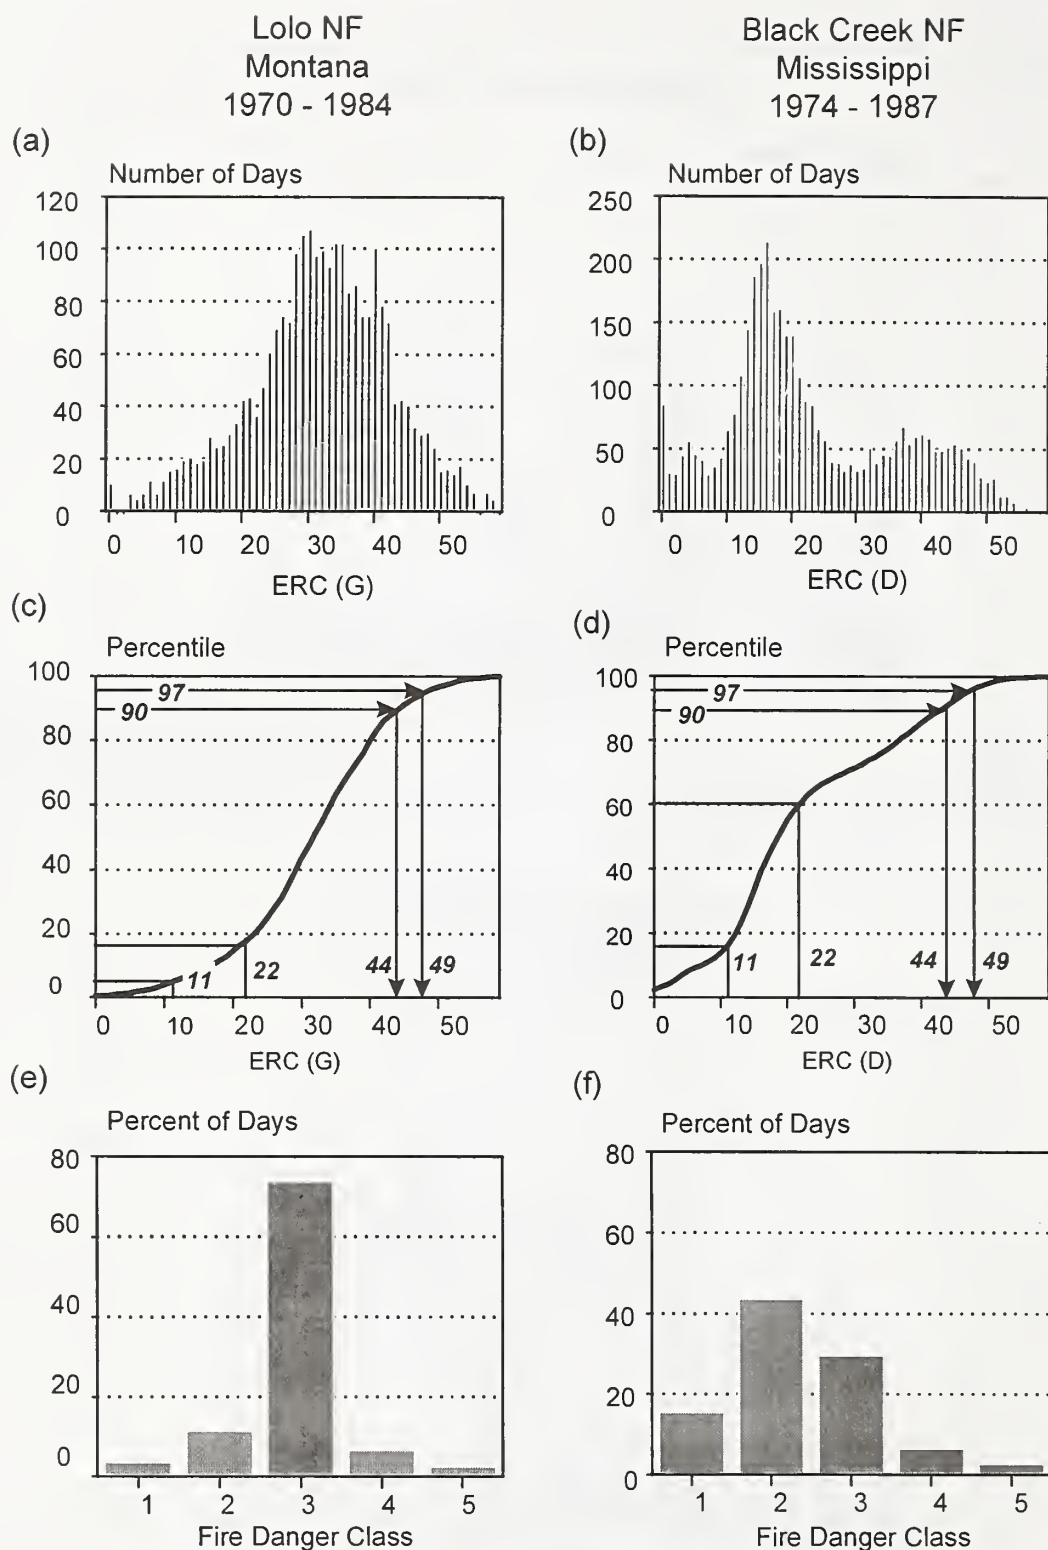 Lolo NF
Montana
1970 - 1984
Black Creek NF
Mississippi
1974 - 1987
(a)
Number of Days
120
100
80
60
40
20
0
0 10 20 30 40 50
ERC (G)
(b)
Number of Days
250
200
150
100
50
0
0 10 20 30 40 50
ERC (D)
(c)
Percentile
100
80
60
40
20
0
97
90
11 22 44 49
0 10 20 30 40 50
ERC (G)
(d)
Percentile
100
80
60
40
20
0
97
90
11 22 44 49
0 10 20 30 40 50
ERC (D)
(e)
Percent of Days
80
60
40
20
0
1 2 3 4 5
Fire Danger Class
(f)
Percent of Days
80
60
40
20
0
1 2 3 4 5
Fire Danger Class